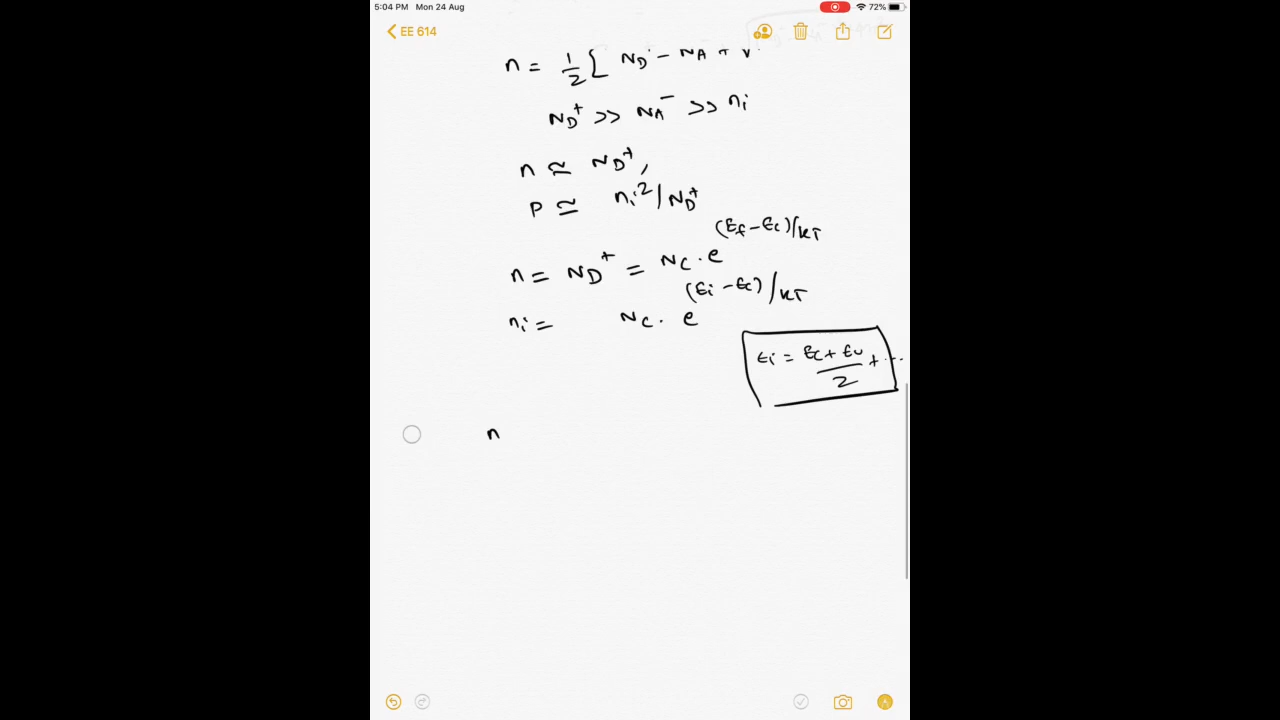 5:04 PM Mon 24 Aug 72%
EE 614
n = 1/2 [ ND - NA + √
ND⁺ >> NA⁻ >> ni
n ≃ ND⁺,
P ≃ ni²/ND⁺
n = ND⁺ = NC · e^(Ef-Ec)/kT
ni = NC · e^(Ei-Ec)/kT
Ei = (Ec + Ev)/2 + ...
n